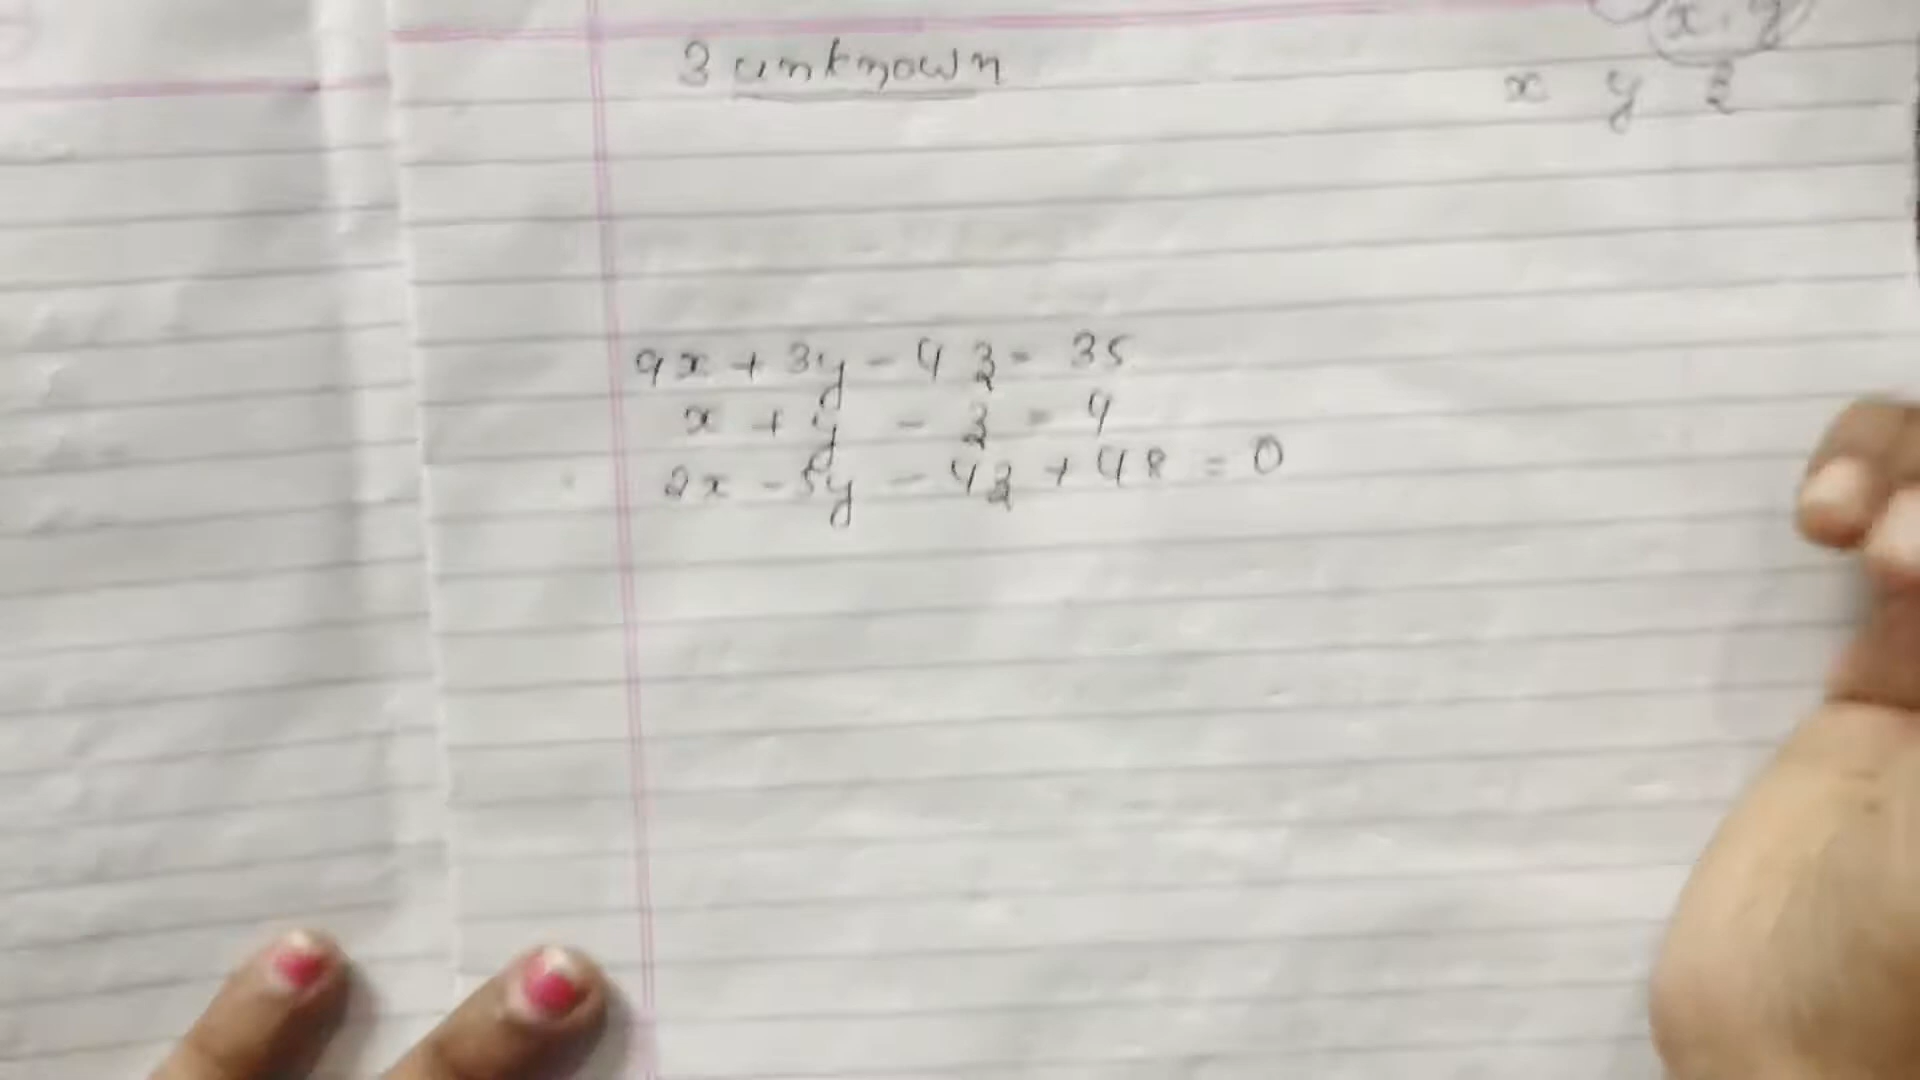 x, y
3 unknown
x y z
9x + 3y - 4z = 35
x + y - z = 4
2x - 5y - 4z + 48 = 0